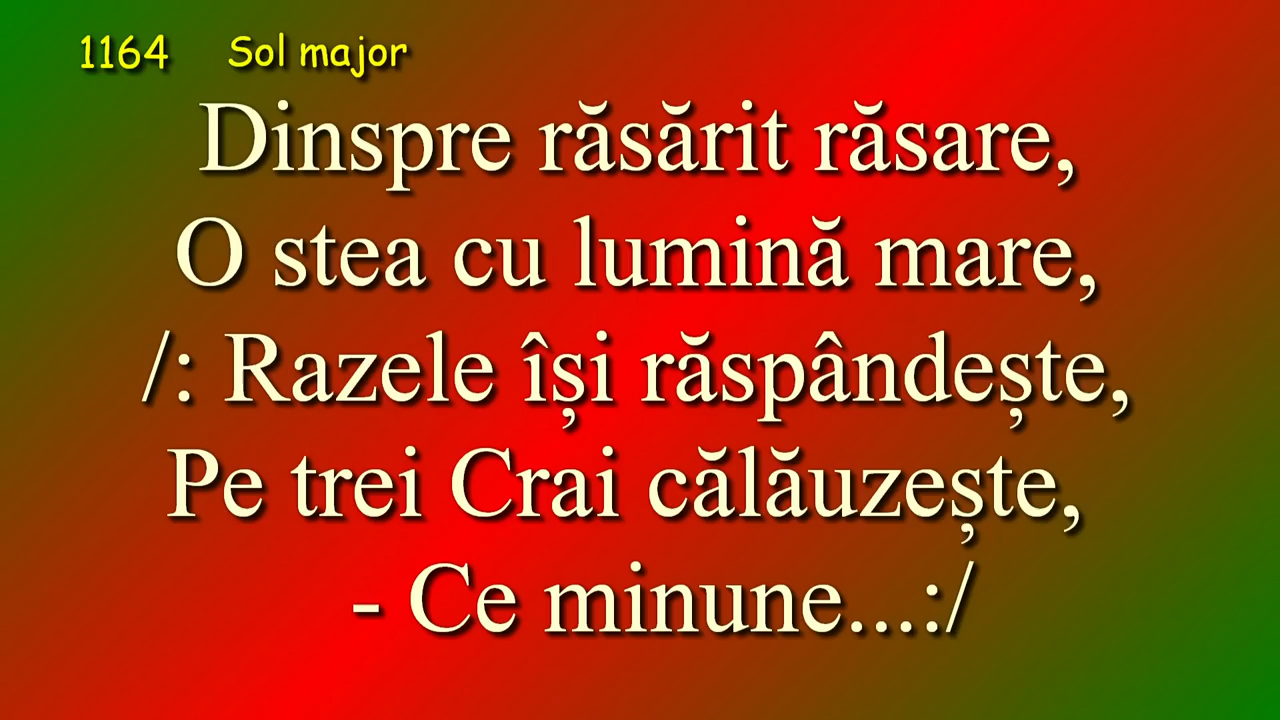 1164 Sol major
Dinspre răsărit răsare,
O stea cu lumină mare,
/: Razele își răspândește,
Pe trei Crai călăuzește,
- Ce minune...:/